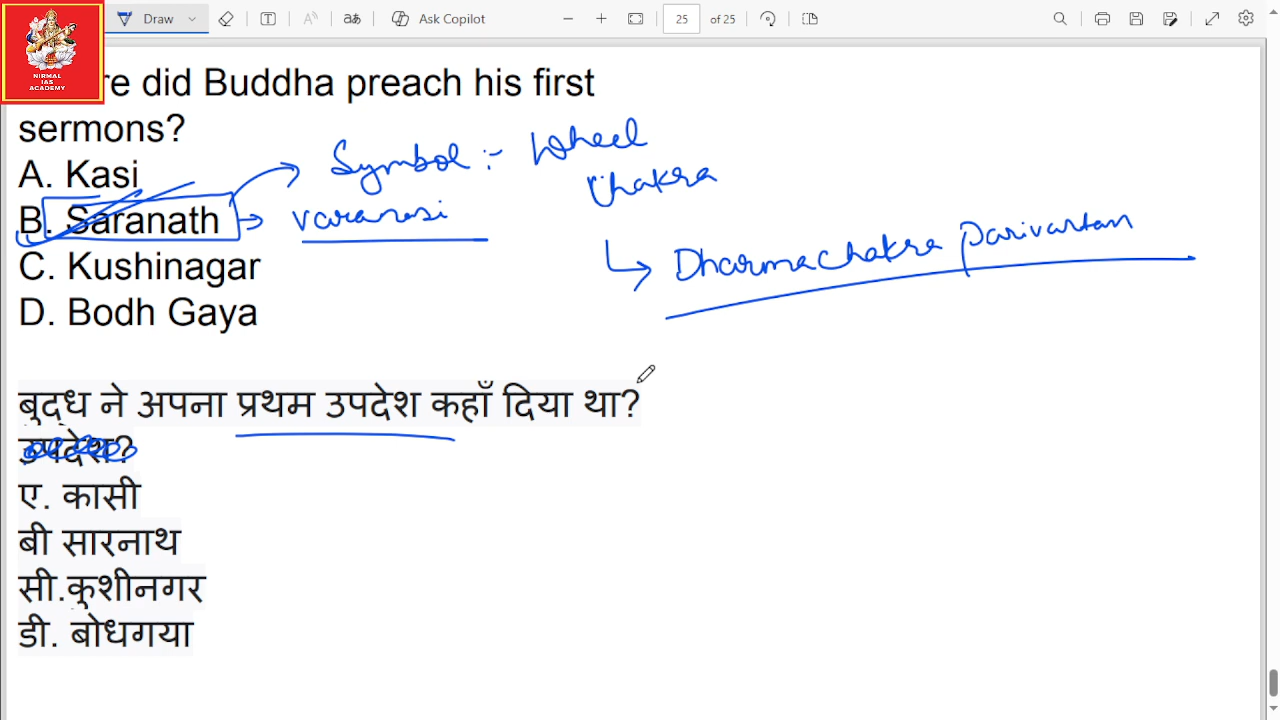 Draw
Ask Copilot
25 of 25
NIRMAL
IAS
ACADEMY
re did Buddha preach his first
sermons?
A. Kasi
B. Saranath
C. Kushinagar
D. Bodh Gaya
Symbol :- Wheel
Chakra
varanasi
Dharmachakra Parivartan
बुद्ध ने अपना प्रथम उपदेश कहाँ दिया था?
उपदेश?
ए. कासी
बी सारनाथ
सी.कुशीनगर
डी. बोधगया